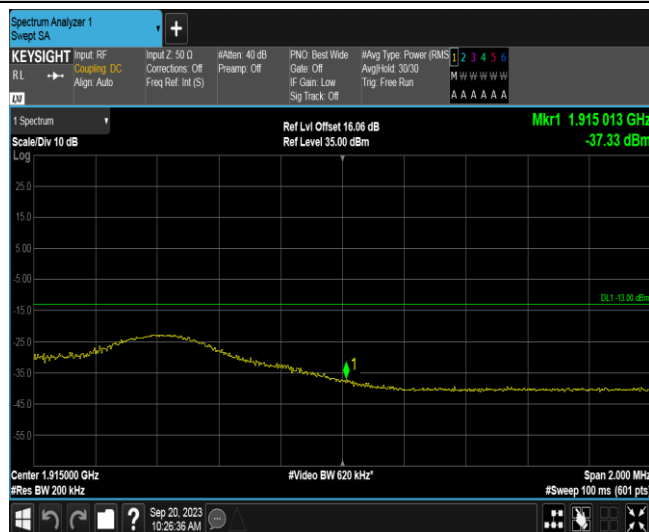 Spectrum Analyzer 1
Swept SA
+
KEYSIGHT
RL
LXI
Input: RF
Coupling: DC
Align: Auto
Input Z: 50 Ω
Corrections: Off
Freq Ref: Int (S)
#Atten: 40 dB
Preamp: Off
PNO: Best Wide
Gate: Off
IF Gain: Low
Sig Track: Off
#Avg Type: Power (RMS
Avg|Hold: 30/30
Trig: Free Run
1 2 3 4 5 6
M W W W W W
A A A A A A
1 Spectrum
Scale/Div 10 dB
Log
Ref Lvl Offset 16.06 dB
Ref Level 35.00 dBm
Mkr1 1.915 013 GHz
-37.33 dBm
25.0
15.0
5.00
-5.00
DL1 -13.00 dBm
-15.0
-25.0
1
-35.0
-45.0
-55.0
Center 1.915000 GHz
#Res BW 200 kHz
#Video BW 620 kHz*
Span 2.000 MHz
#Sweep 100 ms (601 pts)
?
Sep 20, 2023
10:26:36 AM